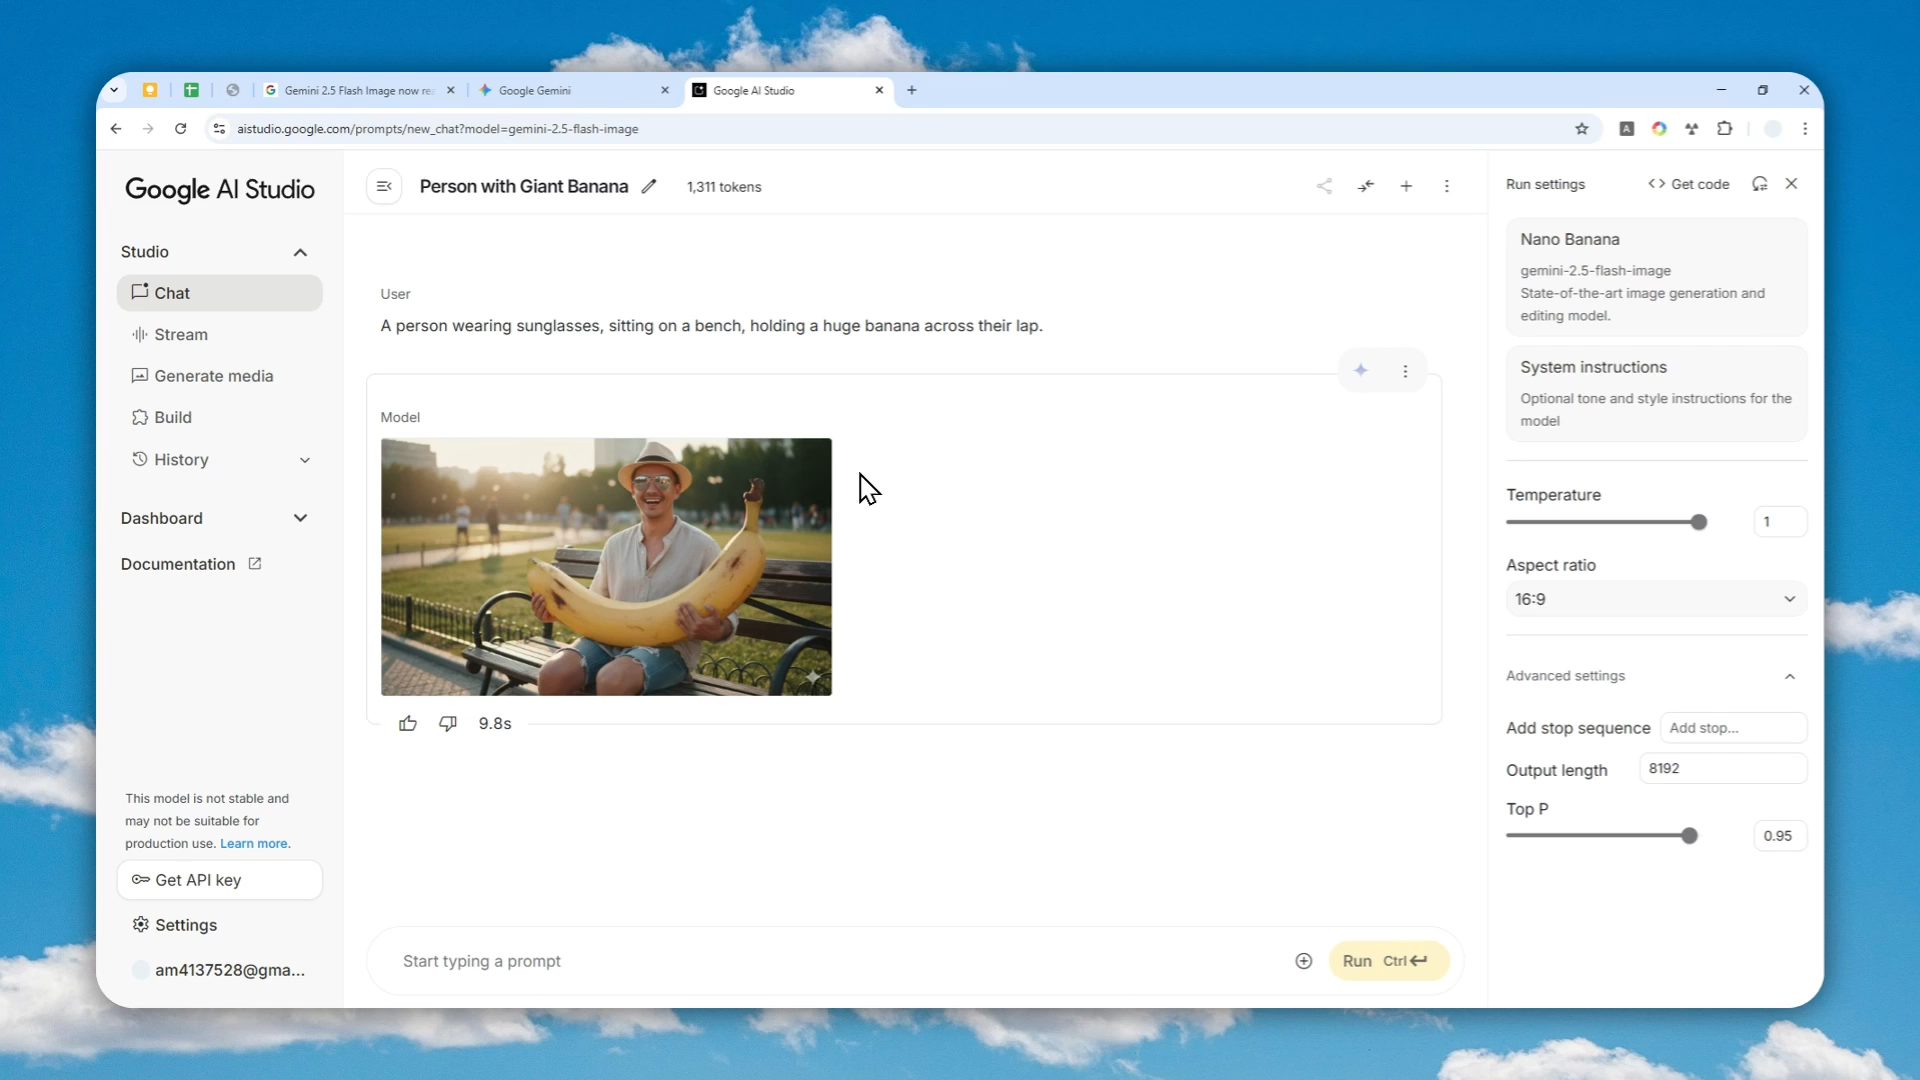 Gemini 2.5 Flash Image now re
Google Gemini
Google AI Studio
aistudio.google.com/prompts/new_chat?model=gemini-2.5-flash-image
Google AI Studio
Studio
Chat
Stream
Generate media
Build
History
Dashboard
Documentation
This model is not stable and
may not be suitable for
production use. Learn more.
Get API key
Settings
am4137528@gma...
Person with Giant Banana
1,311 tokens
User
A person wearing sunglasses, sitting on a bench, holding a huge banana across their lap.
Model
9.8s
Start typing a prompt
Run Ctrl
Run settings
Get code
Nano Banana
gemini-2.5-flash-image
State-of-the-art image generation and
editing model.
System instructions
Optional tone and style instructions for the
model
Temperature
1
Aspect ratio
16:9
Advanced settings
Add stop sequence
Add stop...
Output length
8192
Top P
0.95